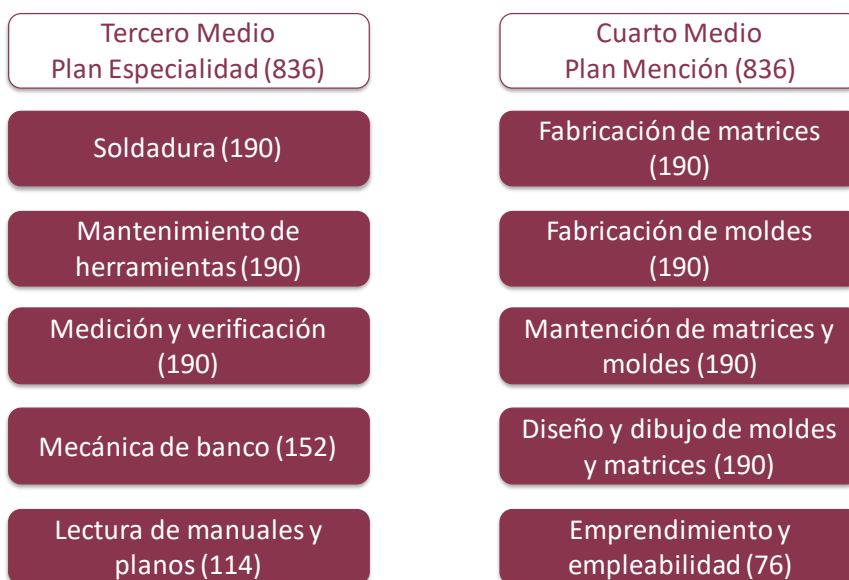 Tercero Medio
Plan Especialidad (836)
Soldadura (190)
Mantenimiento de
herramientas (190)
Medición y verificación
(190)
Mecánica de banco (152)
Lectura de manuales y
planos (114)
Cuarto Medio
Plan Mención (836)
Fabricación de matrices
(190)
Fabricación de moldes
(190)
Mantención de matrices y
moldes (190)
Diseño y dibujo de moldes
y matrices (190)
Emprendimiento y
empleabilidad (76)